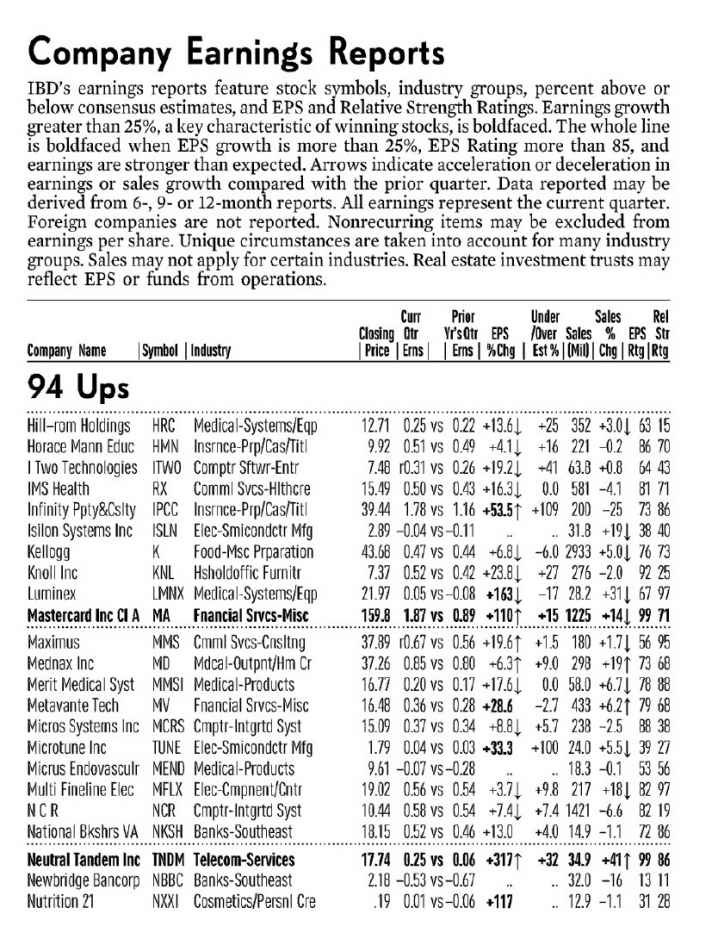 Company Earnings Reports
IBD's earnings reports feature stock symbols, industry groups, percent above or
below consensus estimates, and EPS and Relative Strength Ratings. Earnings growth
greater than 25%, a key characteristic of winning stocks, is boldfaced. The whole line
is boldfaced when EPS growth is more than 25%, EPS Rating more than 85, and
earnings are stronger than expected. Arrows indicate acceleration or deceleration in
earnings or sales growth compared with the prior quarter. Data reported may be
derived from 6-, 9- or 12-month reports. All earnings represent the current quarter.
Foreign companies are not reported. Nonrecurring items may be excluded from
earnings per share. Unique circumstances are taken into account for many industry
groups. Sales may not apply for certain industries. Real estate investment trusts may
reflect EPS or funds from operations.
Curr Prior Under Sales Rel
Closing Qtr Yr's Qtr EPS /Over Sales % EPS Str
Company Name | Symbol | Industry | Price | Erns | | Erns | %Chg | Est % | (Mil) | Chg | Rtg | Rtg
94 Ups
Hill–rom Holdings HRC Medical-Systems/Eqp 12.71 0.25 vs 0.22 +13.6↓ +25 352 +3.0↓ 63 15
Horace Mann Educ HMN Insrnce-Prp/Cas/Titl 9.92 0.51 vs 0.49 +4.1↓ +16 221 –0.2 86 70
I Two Technologies ITWO Comptr Sftwr-Entr 7.48 r0.31 vs 0.26 +19.2↓ +41 63.8 +0.8 64 43
IMS Health RX Comml Svcs-Hlthcre 15.49 0.50 vs 0.43 +16.3↓ 0.0 581 –4.1 81 71
Infinity Ppty&Cslty IPCC Insrnce-Prp/Cas/Titl 39.44 1.78 vs 1.16 +53.5↑ +109 200 –25 73 86
Isilon Systems Inc ISLN Elec-Smicondctr Mfg 2.89 –0.04 vs –0.11 .. 31.8 +19↓ 38 40
Kellogg K Food-Msc Prparation 43.68 0.47 vs 0.44 +6.8↓ –6.0 2933 +5.0↓ 76 73
Knoll Inc KNL Hsholdoffic Furnitr 7.37 0.52 vs 0.42 +23.8↓ +27 276 –2.0 92 25
Luminex LMNX Medical-Systems/Eqp 21.97 0.05 vs –0.08 +163↓ –17 28.2 +31↓ 67 97
Mastercard Inc Cl A MA Fnancial Srvcs-Misc 159.8 1.87 vs 0.89 +110↑ +15 1225 +14↓ 99 71
Maximus MMS Cmml Svcs-Cnsltng 37.89 r0.67 vs 0.56 +19.6↑ +1.5 180 +1.7↓ 56 95
Mednax Inc MD Mdcal-Outpnt/Hm Cr 37.26 0.85 vs 0.80 +6.3↑ +9.0 298 +19↑ 73 68
Merit Medical Syst MMSI Medical-Products 16.77 0.20 vs 0.17 +17.6↓ 0.0 58.0 +6.7↓ 78 88
Metavante Tech MV Fnancial Srvcs-Misc 16.48 0.36 vs 0.28 +28.6 –2.7 433 +6.2↑ 79 68
Micros Systems Inc MCRS Cmptr-Intgrtd Syst 15.09 0.37 vs 0.34 +8.8↓ +5.7 238 –2.5 88 38
Microtune Inc TUNE Elec-Smicondctr Mfg 1.79 0.04 vs 0.03 +33.3 +100 24.0 +5.5↓ 39 27
Micrus Endovasculr MEND Medical-Products 9.61 –0.07 vs –0.28 .. .. 18.3 –0.1 53 56
Multi Fineline Elec MFLX Elec-Cmpnent/Cntr 19.02 0.56 vs 0.54 +3.7↓ +9.8 217 +18↓ 82 97
N C R NCR Cmptr-Intgrtd Syst 10.44 0.58 vs 0.54 +7.4↓ +7.4 1421 –6.6 82 19
National Bkshrs VA NKSH Banks-Southeast 18.15 0.52 vs 0.46 +13.0 +4.0 14.9 –1.1 72 86
Neutral Tandem Inc TNDM Telecom-Services 17.74 0.25 vs 0.06 +317↑ +32 34.9 +41↑ 99 86
Newbridge Bancorp NBBC Banks-Southeast 2.18 –0.53 vs –0.67 .. .. 32.0 –16 13 11
Nutrition 21 NXXI Cosmetics/Persnl Cre .19 0.01 vs –0.06 +117 .. 12.9 –1.1 31 28